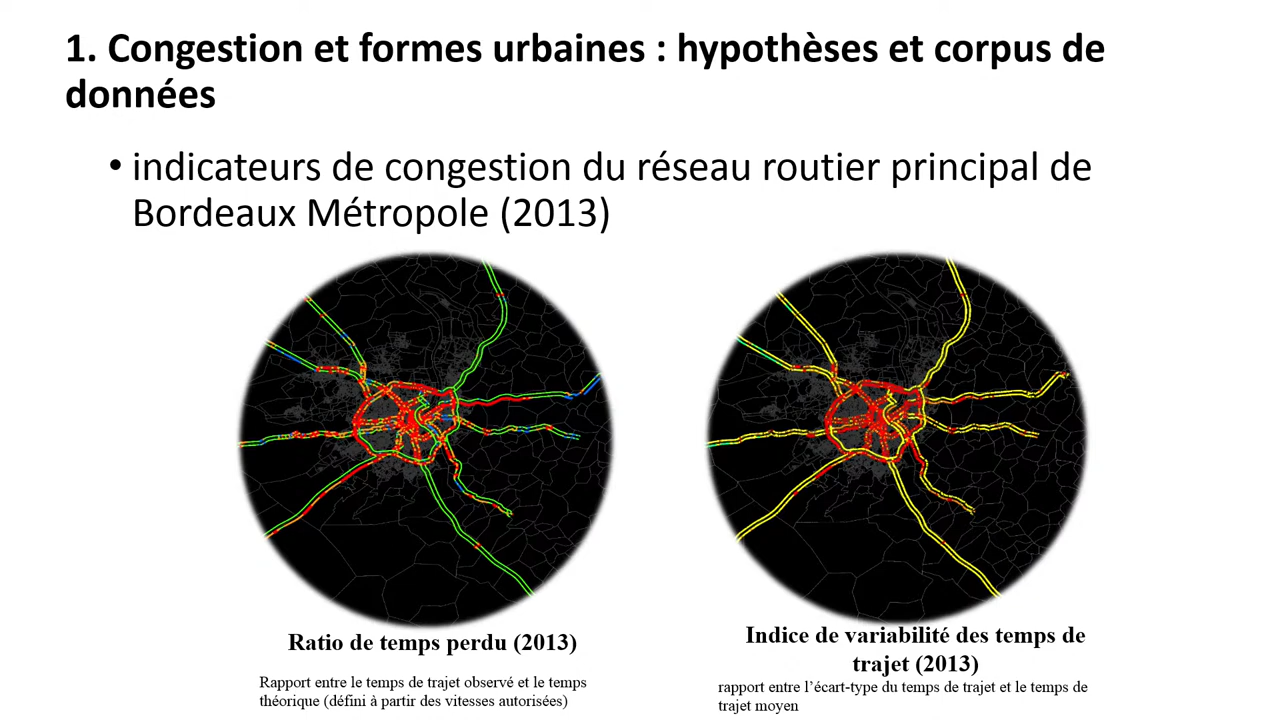 1. Congestion et formes urbaines : hypothèses et corpus de
données
• indicateurs de congestion du réseau routier principal de
Bordeaux Métropole (2013)
Ratio de temps perdu (2013)
Rapport entre le temps de trajet observé et le temps
théorique (défini à partir des vitesses autorisées)
Indice de variabilité des temps de
trajet (2013)
rapport entre l’écart-type du temps de trajet et le temps de
trajet moyen